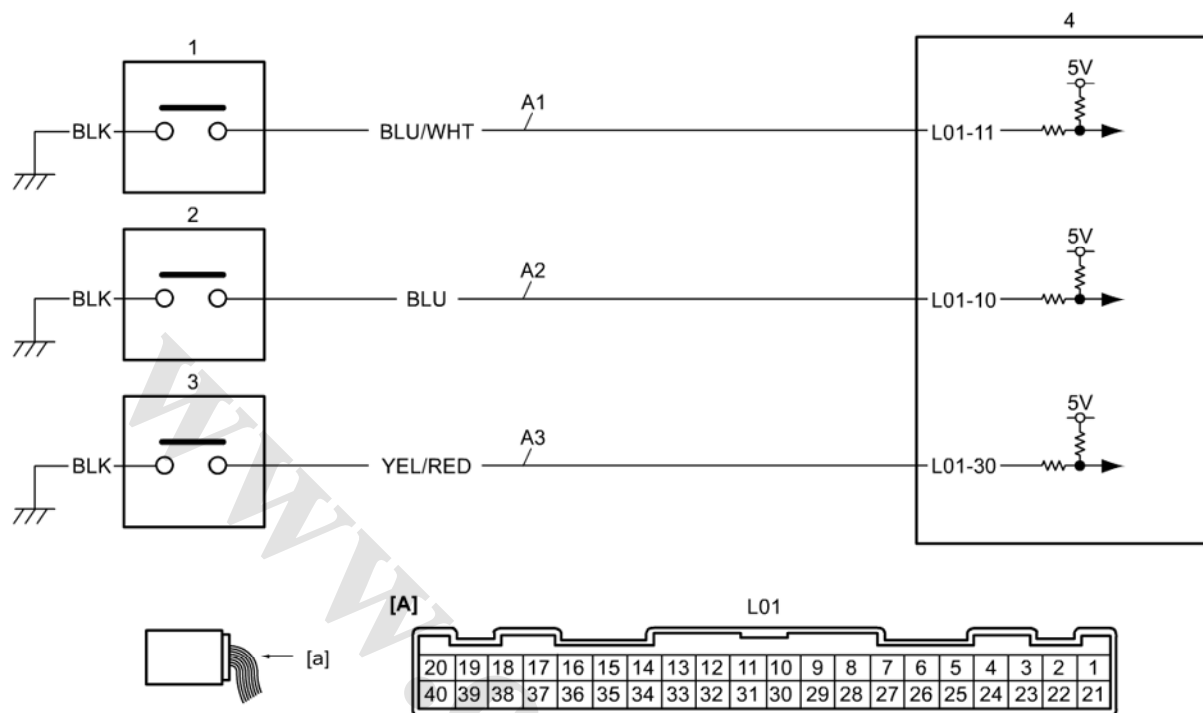 1
4
5V
A1
BLK
BLU/WHT
L01-11
2
5V
A2
BLK
BLU
L01-10
3
5V
A3
BLK
YEL/RED
L01-30
[A]
L01
[a]
20 19 18 17 16 15 14 13 12 11 10 9 8 7 6 5 4 3 2 1
40 39 38 37 36 35 34 33 32 31 30 29 28 27 26 25 24 23 22 21
www.